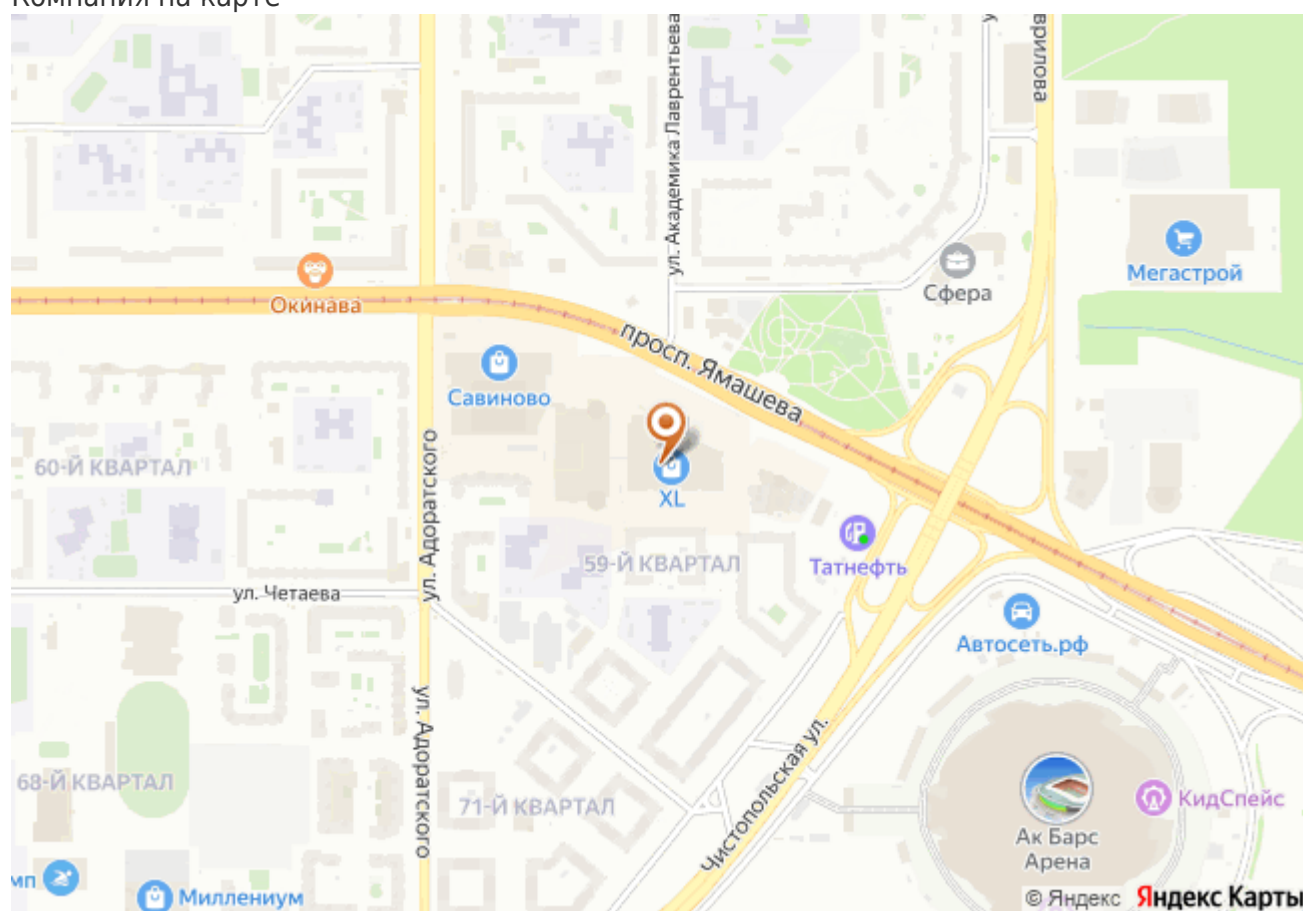 Компания на карте
ул. Академика Лаврентьева
Окинава
Сфера
Мегастрой
просп. Ямашева
Савиново
60-Й КВАРТАЛ
ул. Адоратского
XL
59-Й КВАРТАЛ
Татнефть
ул. Четаева
Автосеть.рф
ул. Адоратского
Чистопольская ул.
68-Й КВАРТАЛ
71-Й КВАРТАЛ
КидСпейс
Ак Барс
Арена
Миллениум
© Яндекс Яндекс Карты